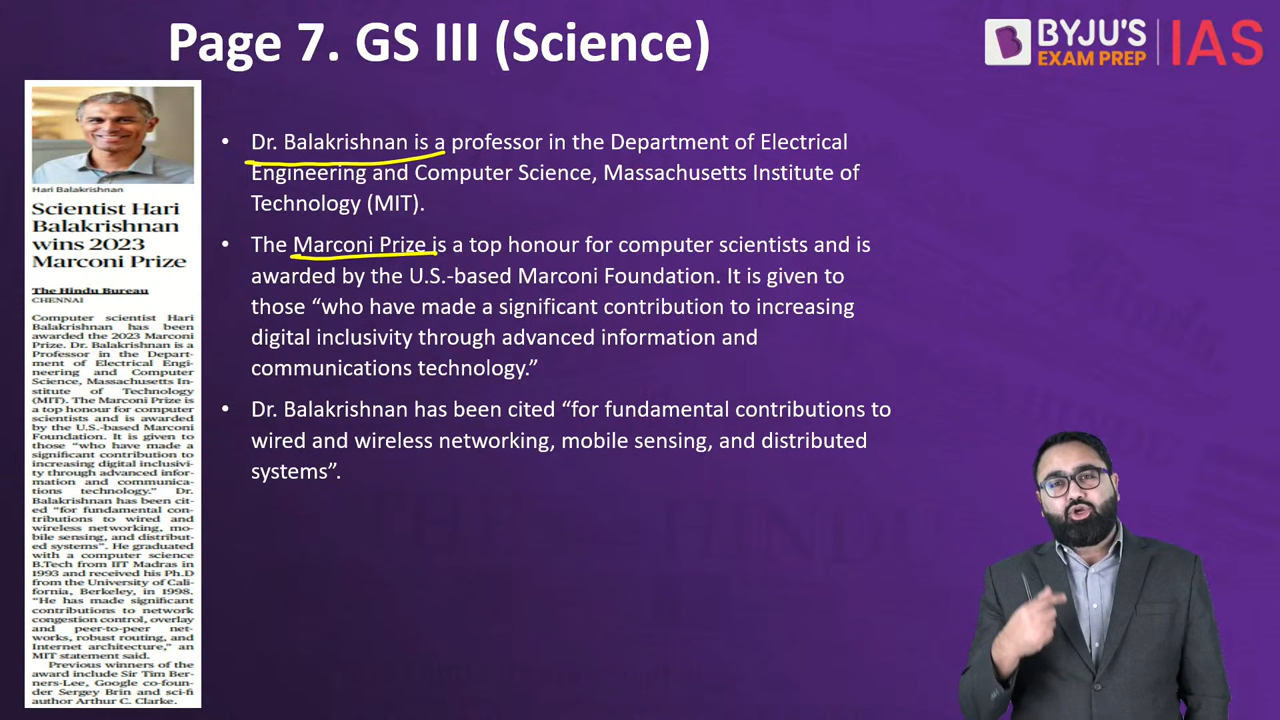 Page 7. GS III (Science)
BYJU'S
EXAM PREP
IAS
Hari Balakrishnan
Scientist Hari
Balakrishnan
wins 2023
Marconi Prize
The Hindu Bureau
CHENNAI
Computer scientist Hari
Balakrishnan has been
awarded the 2023 Marconi
Prize. Dr. Balakrishnan is a
Professor in the Depart-
ment of Electrical Engi-
neering and Computer
Science, Massachusetts In-
stitute of Technology
(MIT). The Marconi Prize is
a top honour for computer
scientists and is awarded
by the U.S.-based Marconi
Foundation. It is given to
those “who have made a
significant contribution to
increasing digital inclusivi-
ty through advanced infor-
mation and communica-
tions technology.” Dr.
Balakrishnan has been cit-
ed “for fundamental con-
tributions to wired and
wireless networking, mo-
bile sensing, and distribut-
ed systems”. He graduated
with a computer science
B.Tech from IIT Madras in
1993 and received his Ph.D
from the University of Cali-
fornia, Berkeley, in 1998.
“He has made significant
contributions to network
congestion control, overlay
and peer-to-peer net-
works, robust routing, and
Internet architecture,” an
MIT statement said.
Previous winners of the
award include Sir Tim Ber-
ners-Lee, Google co-foun-
der Sergey Brin and sci-fi
author Arthur C. Clarke.
• Dr. Balakrishnan is a professor in the Department of Electrical
Engineering and Computer Science, Massachusetts Institute of
Technology (MIT).
• The Marconi Prize is a top honour for computer scientists and is
awarded by the U.S.-based Marconi Foundation. It is given to
those “who have made a significant contribution to increasing
digital inclusivity through advanced information and
communications technology.”
• Dr. Balakrishnan has been cited “for fundamental contributions to
wired and wireless networking, mobile sensing, and distributed
systems”.